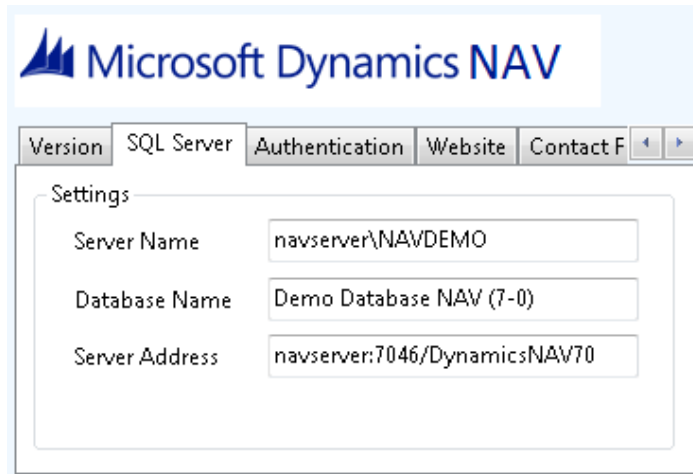 Microsoft Dynamics NAV
Version SQL Server Authentication Website Contact F
Settings
Server Name navserver\NAVDEMO
Database Name Demo Database NAV (7-0)
Server Address navserver:7046/DynamicsNAV70